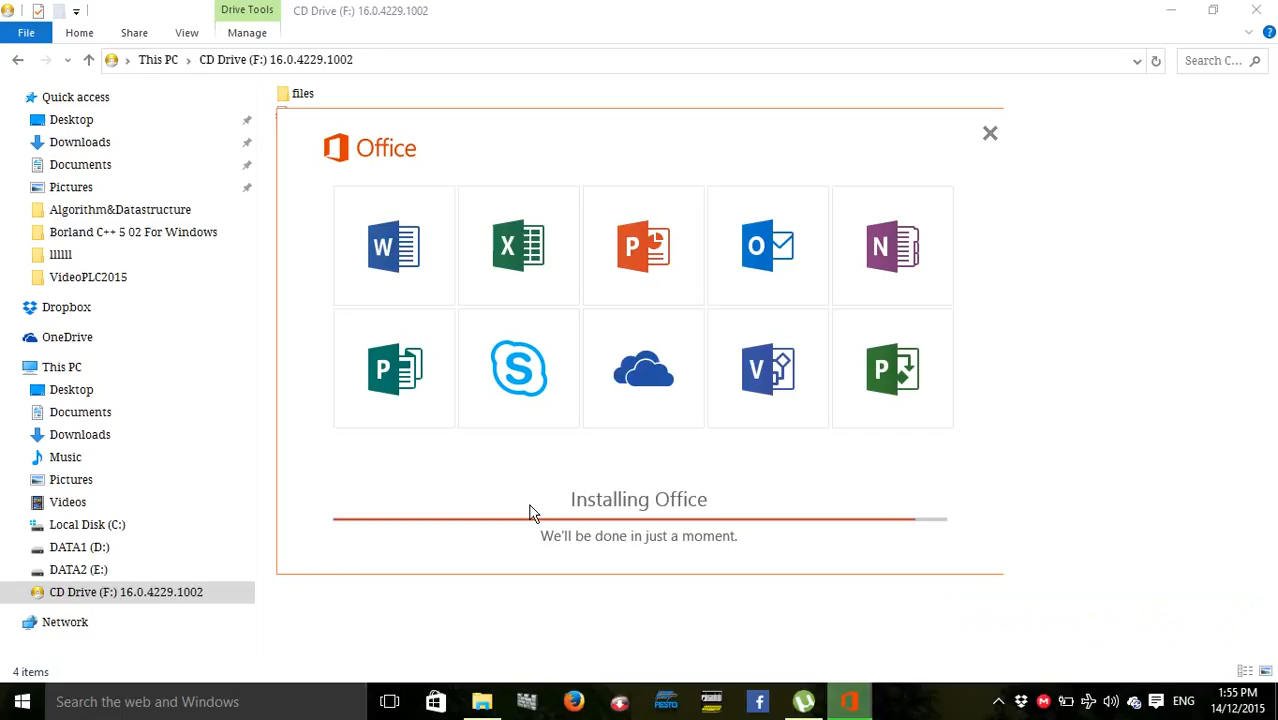 Drive Tools
CD Drive (F:) 16.0.4229.1002
File
Home
Share
View
Manage
This PC
CD Drive (F:) 16.0.4229.1002
Search C...
Quick access
Desktop
Downloads
Documents
Pictures
Algorithm&Datastructure
Borland C++ 5 02 For Windows
llllll
VideoPLC2015
Dropbox
OneDrive
This PC
Desktop
Documents
Downloads
Music
Pictures
Videos
Local Disk (C:)
DATA1 (D:)
DATA2 (E:)
CD Drive (F:) 16.0.4229.1002
Network
files
Office
W
X
P
O
N
P
S
V
P
Installing Office
We'll be done in just a moment.
4 items
Search the web and Windows
FESTO
f
ENG
1:55 PM
14/12/2015